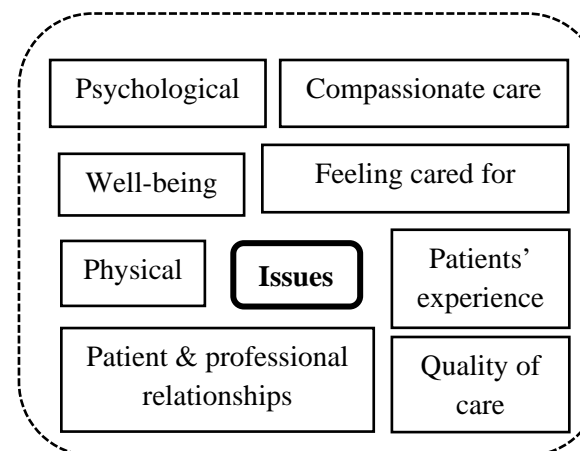 Psychological
Compassionate care
Well-being
Feeling cared for
Physical
Issues
Patients’
experience
Patient & professional
relationships
Quality of
care